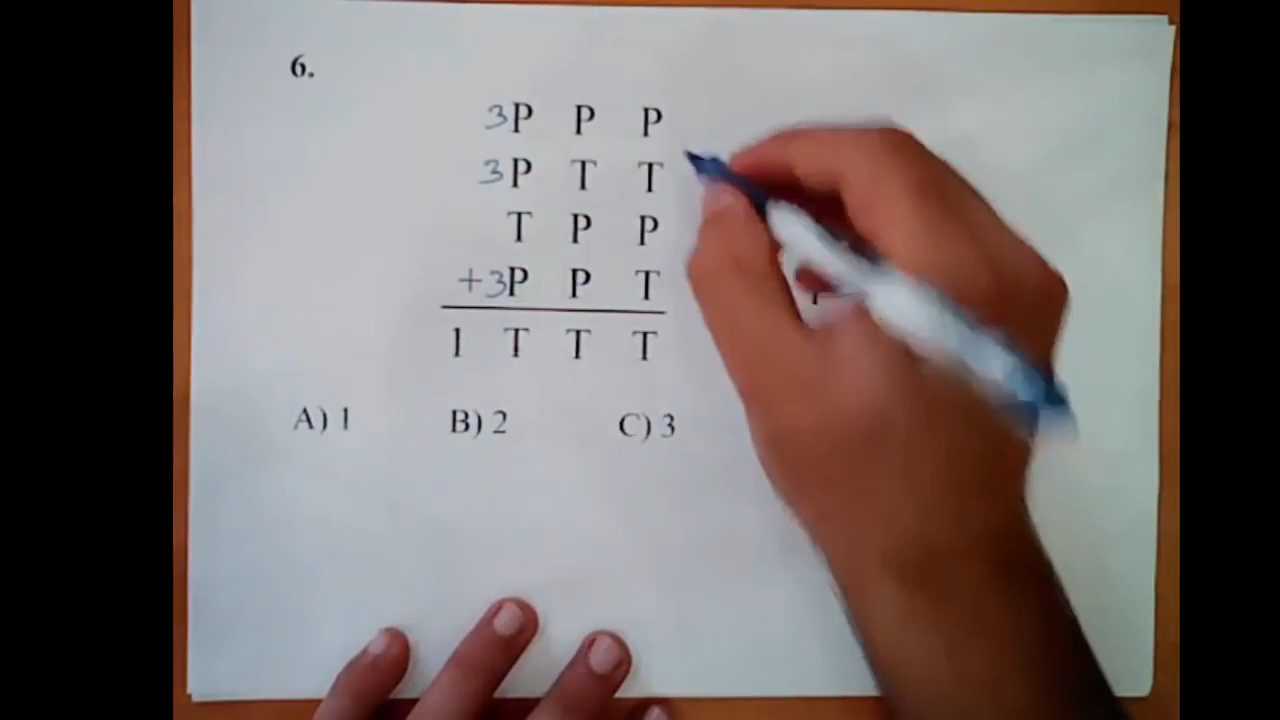 6.
3P P P
3P T T
T P P
+3P P T
1 T T T
A) 1 B) 2 C) 3